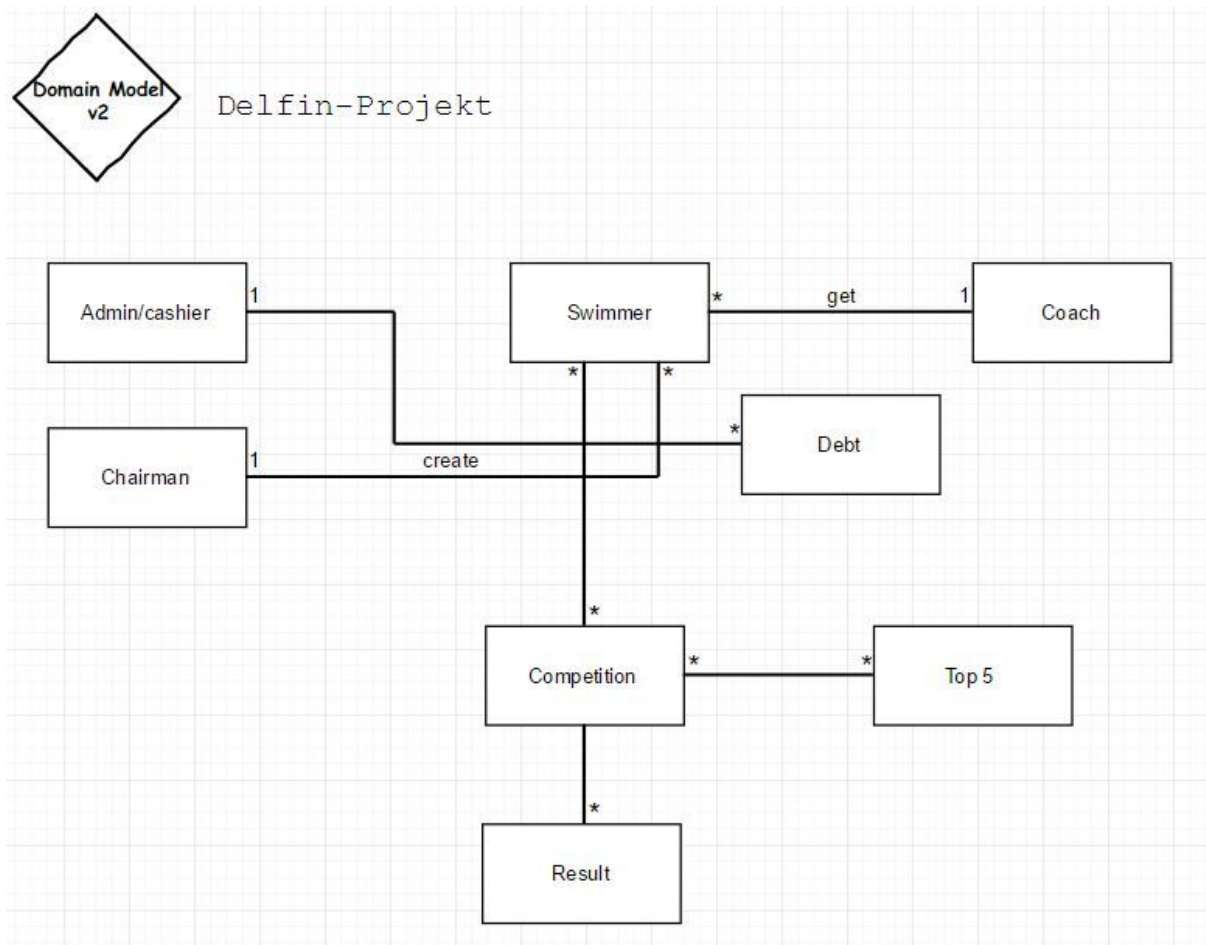 Domain Model
v2
Delfin-Projekt
Admin/cashier
1
Swimmer
*
get
1
Coach
*
*
Chairman
1
create
*
Debt
*
Competition
*
*
Top 5
*
Result